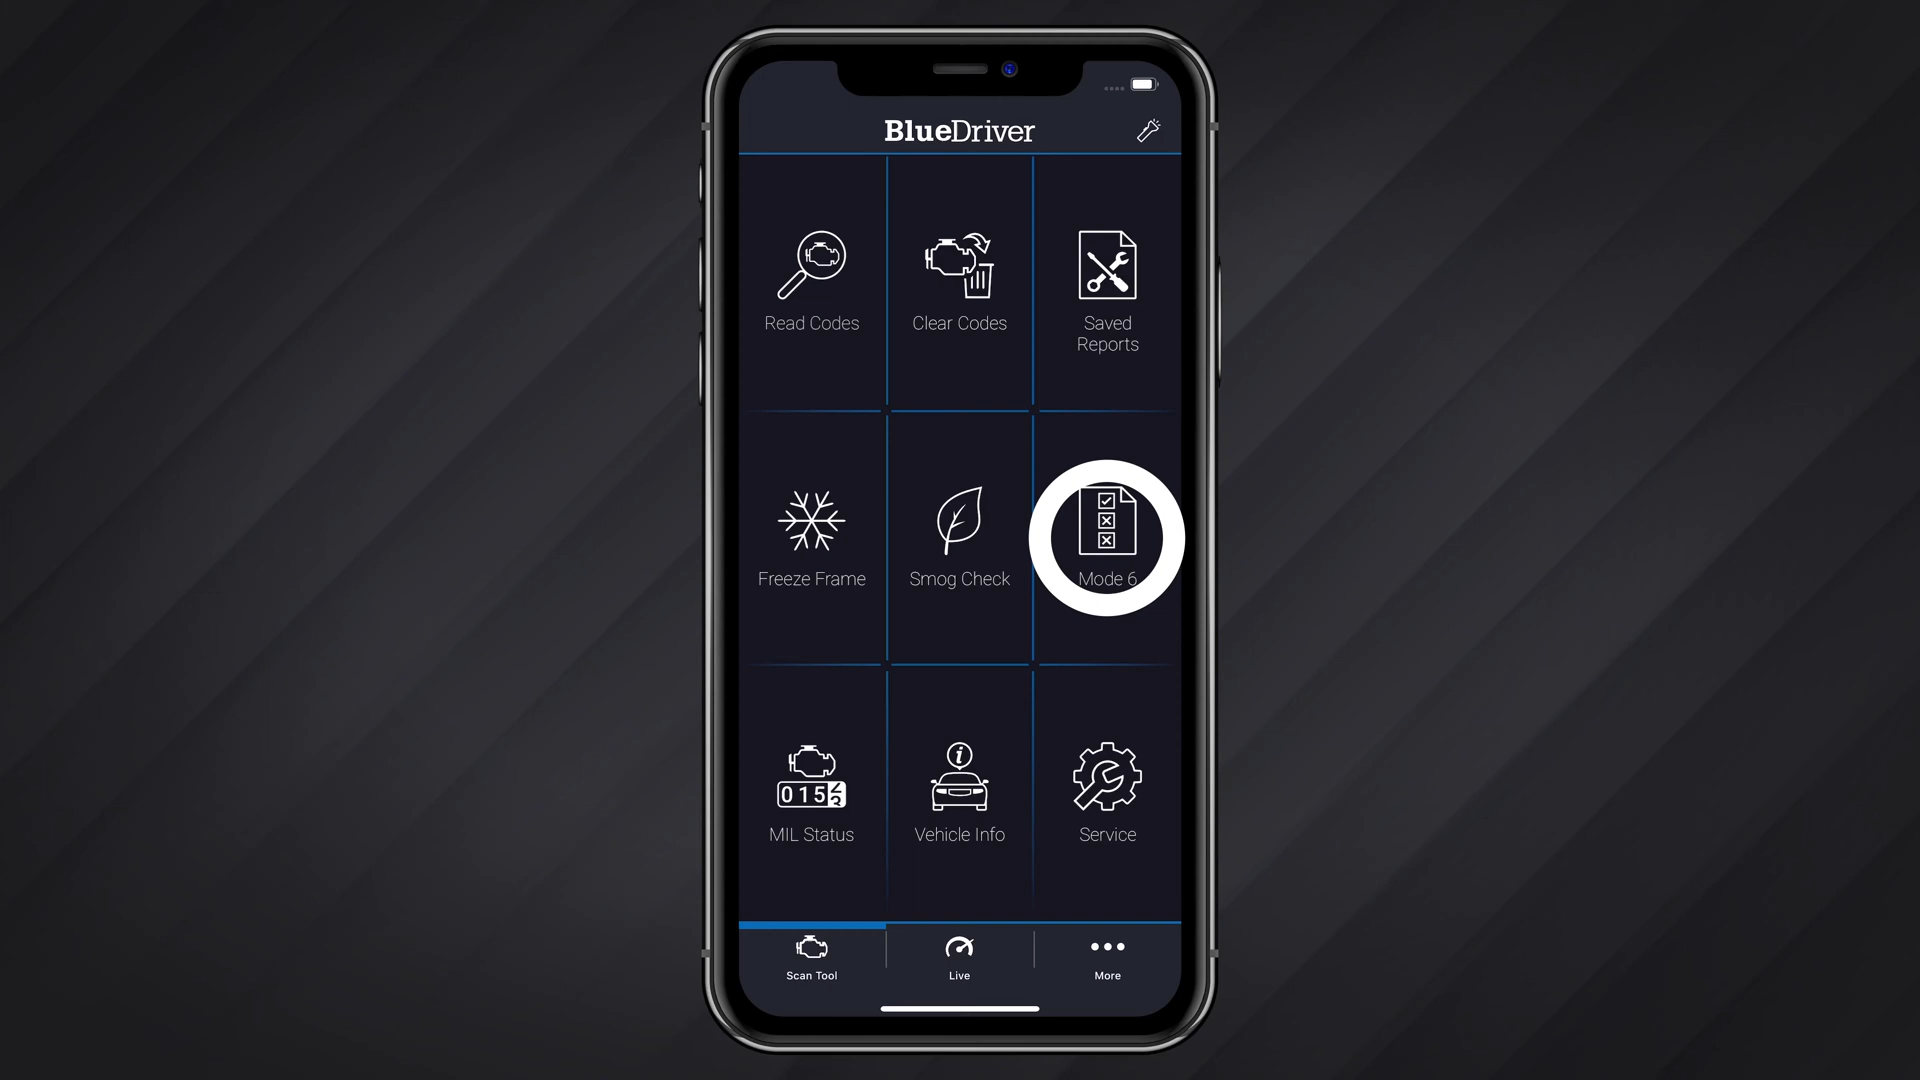 BlueDriver
Read Codes
Clear Codes
Saved
Reports
Freeze Frame
Smog Check
Mode 6
015
MIL Status
Vehicle Info
Service
Scan Tool
Live
More